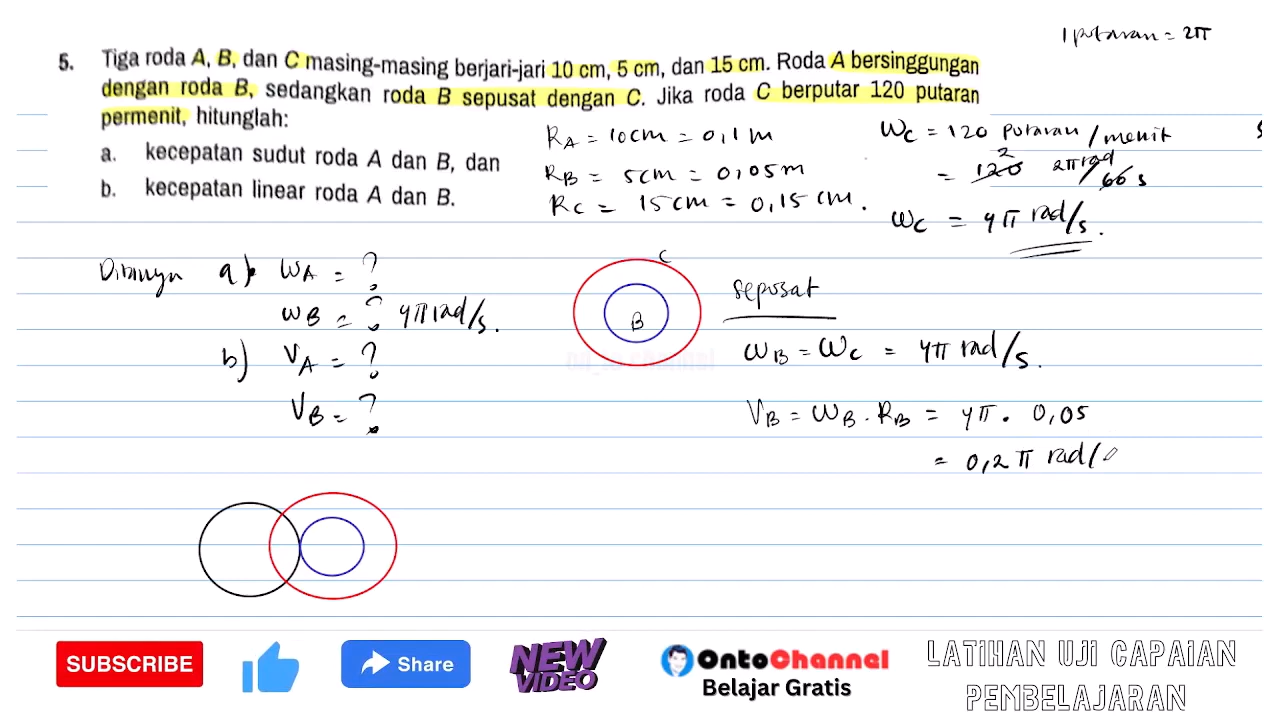 1 putaran = 2π
5. Tiga roda A, B, dan C masing-masing berjari-jari 10 cm, 5 cm, dan 15 cm. Roda A bersinggungan
dengan roda B, sedangkan roda B sepusat dengan C. Jika roda C berputar 120 putaran
permenit, hitunglah:
a. kecepatan sudut roda A dan B, dan
b. kecepatan linear roda A dan B.
RA = 10cm = 0,1 m
RB = 5cm = 0,05m
RC = 15cm = 0,15 cm.
ωC = 120 putaran/menit
2
= 120 2π rad/60 s
ωC = 4π rad/s.
a) ωA = ?
ωB = ? 4π rad/s.
b) VA = ?
VB = ?
C
B
sepusat
ωB = ωC = 4π rad/s.
VB = ωB . RB = 4π . 0,05
= 0,2 π rad/
SUBSCRIBE
Share
NEW
VIDEO
OntoChannel
Belajar Gratis
LATIHAN UJI CAPAIAN
PEMBELAJARAN